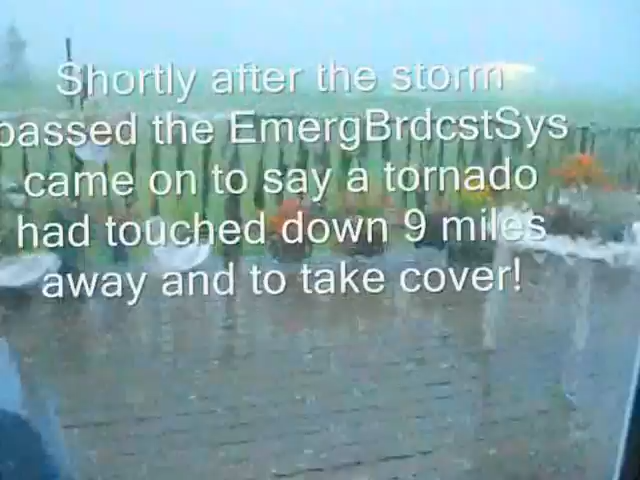 Shortly after the storm
passed the EmergBrdcstSys
came on to say a tornado
had touched down 9 miles
away and to take cover!